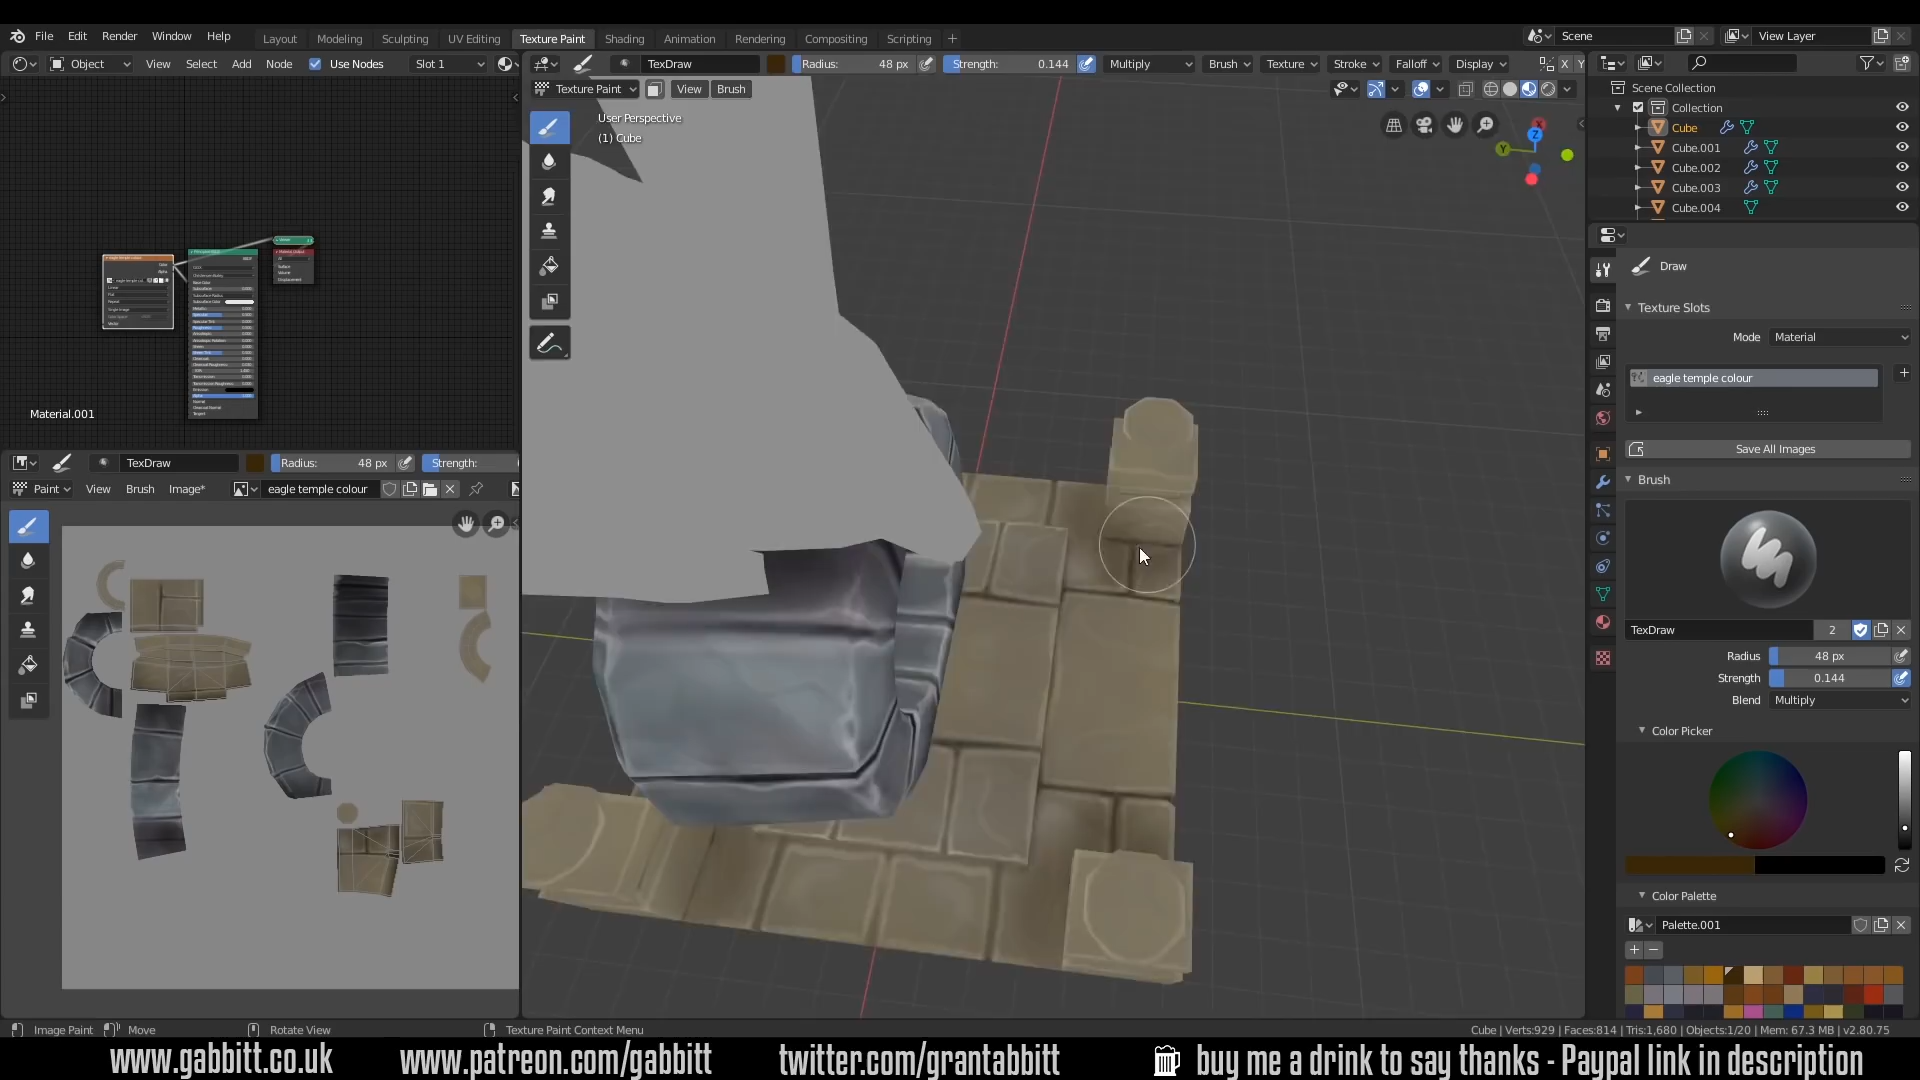 File Edit Render Window Help Layout Modeling Sculpting UV Editing Texture Paint Shading Animation Rendering Compositing Scripting Scene View Layer
Object View Select Add Node Use Nodes Slot 1 TexDraw Radius: 48 px Strength: 0.144 Multiply Brush Texture Stroke Falloff Display X Y
Texture Paint View Brush
User Perspective
(1) Cube
Scene Collection
Collection
Cube
Cube.001
Cube.002
Cube.003
Cube.004
Draw
Texture Slots
Mode Material
eagle temple colour
Save All Images
Brush
Material.001
TexDraw Radius: 48 px Strength:
Paint View Brush Image* eagle temple colour
TexDraw 2
Radius 48 px
Strength 0.144
Blend Multiply
Color Picker
Color Palette
Palette.001
Image Paint Move Rotate View Texture Paint Context Menu Cube | Verts:929 | Faces:814 | Tris:1,680 | Objects:1/20 | Mem: 67.3 MB | v2.80.75
www.gabbitt.co.uk www.patreon.com/gabbitt twitter.com/grantabbitt buy me a drink to say thanks - Paypal link in description